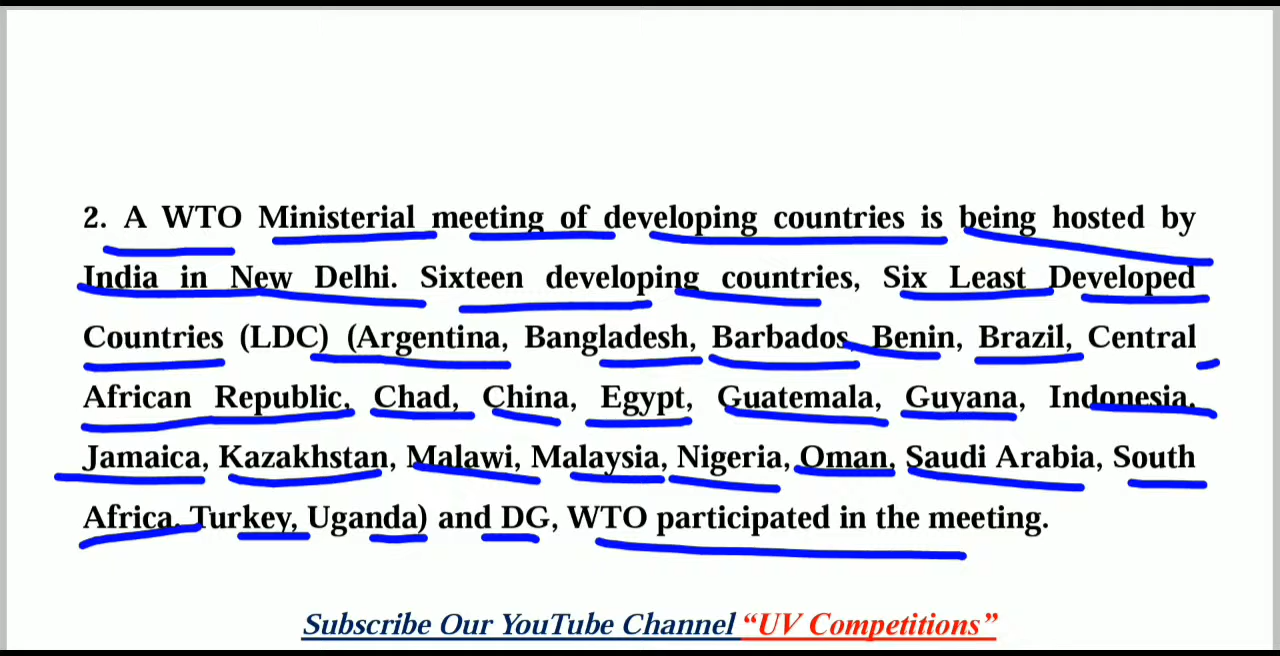 2. A WTO Ministerial meeting of developing countries is being hosted by
India in New Delhi. Sixteen developing countries, Six Least Developed
Countries (LDC) (Argentina, Bangladesh, Barbados, Benin, Brazil, Central
African Republic, Chad, China, Egypt, Guatemala, Guyana, Indonesia,
Jamaica, Kazakhstan, Malawi, Malaysia, Nigeria, Oman, Saudi Arabia, South
Africa, Turkey, Uganda) and DG, WTO participated in the meeting.
Subscribe Our YouTube Channel “UV Competitions”